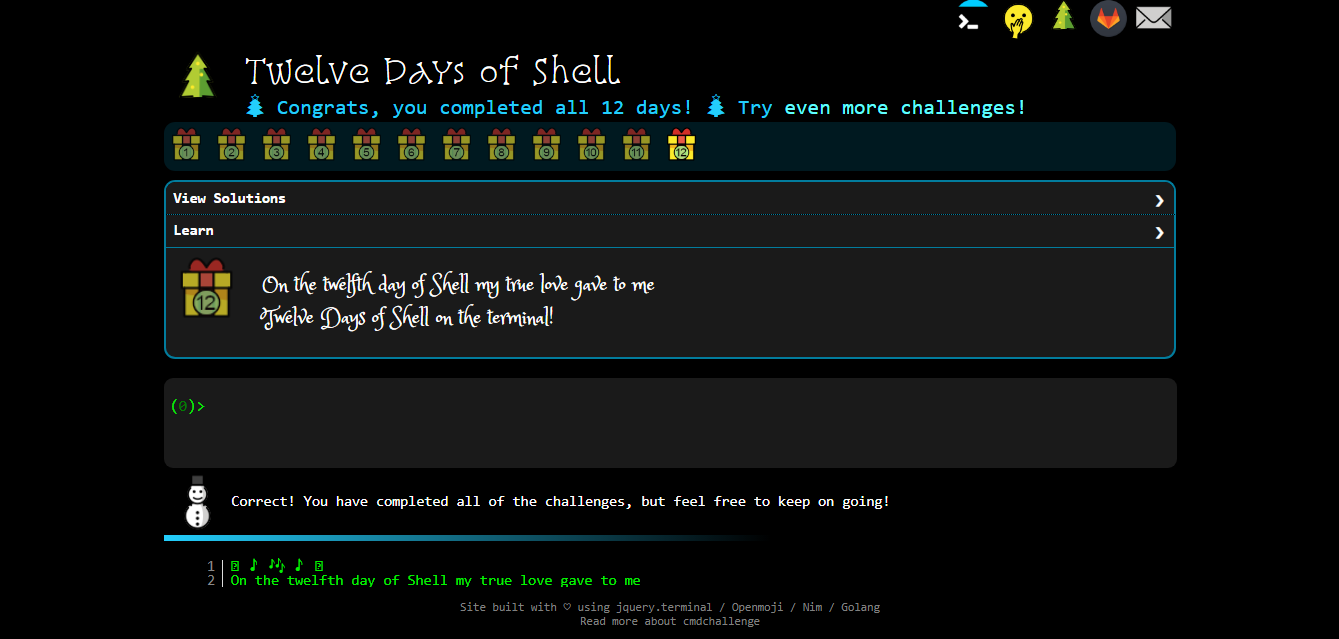 Twelve Days of Shell
🎄 Congrats, you completed all 12 days! 🎄 Try even more challenges!
1 2 3 4 5 6 7 8 9 10 11 12
View Solutions ❯
Learn ❯
12
On the twelfth day of Shell my true love gave to me
Twelve Days of Shell on the terminal!
(0)>
Correct! You have completed all of the challenges, but feel free to keep on going!
1 ♪ 🎶 ♪
2 On the twelfth day of Shell my true love gave to me
Site built with ♡ using jquery.terminal / Openmoji / Nim / Golang
Read more about cmdchallenge